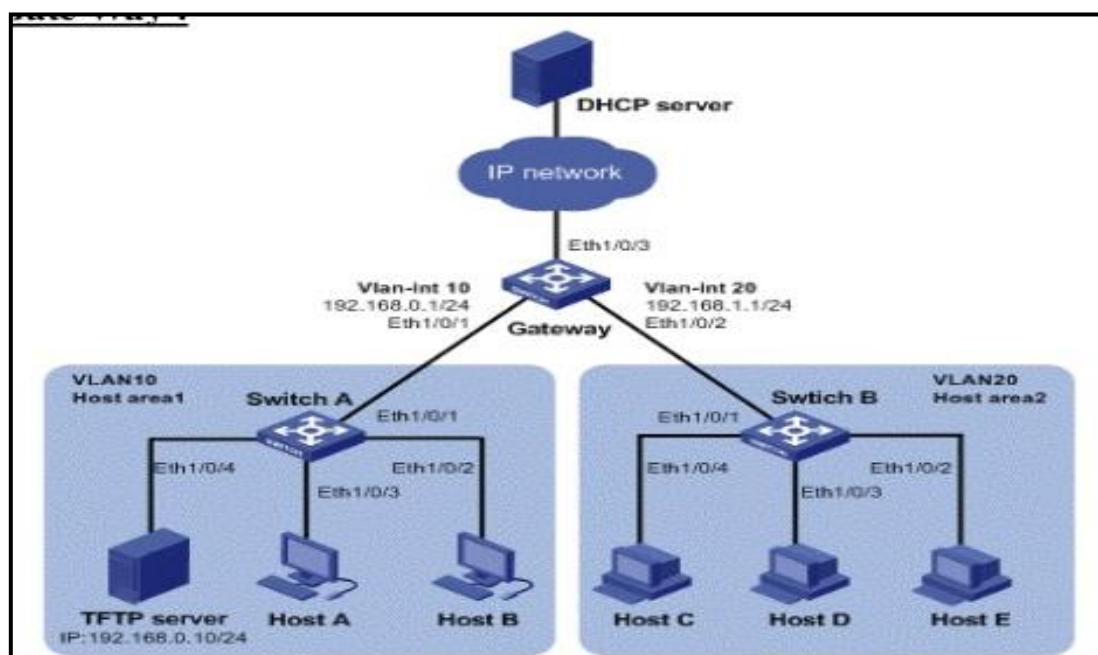 DHCP server
IP network
Eth1/0/3
Vlan-int 10
192.168.0.1/24
Eth1/0/1
Vlan-int 20
192.168.1.1/24
Eth1/0/2
Gateway
VLAN10
Host area1
Switch A
Eth1/0/1
Eth1/0/4
Eth1/0/3
Eth1/0/2
TFTP server
IP:192.168.0.10/24
Host A
Host B
VLAN20
Host area2
Swtich B
Eth1/0/1
Eth1/0/4
Eth1/0/3
Eth1/0/2
Host C
Host D
Host E